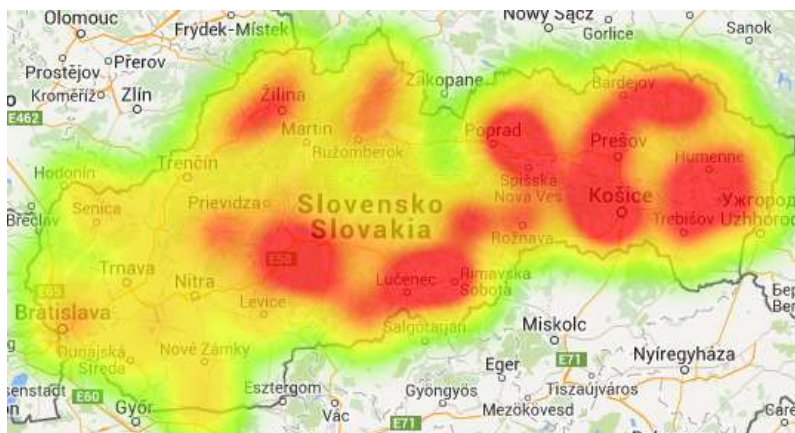 Olomouc
Frýdek-Místek
Nowy Sącz
Gorlice
Sanok
Prostějov
Přerov
Kroměříž
Zlín
E462
Zakopane
Bardejov
Žilina
Martin
Ružomberok
Poprad
Prešov
Humenné
Hodonín
Trenčín
Spišská
Nová Ves
Košice
Ужгород
Uzhhorod
Břeclav
Senica
Prievidza
Slovensko
Slovakia
Rožňava
Trebišov
Trnava
Nitra
E58
Lučenec
Rimavská
Sobota
Levice
Bratislava
Salgótarján
Miskolc
Dunajská
Streda
Nové Zámky
Eger
E71
Nyíregyháza
E60
Győr
Esztergom
Vác
Gyöngyös
E71
Mezőkövesd
Tiszaújváros